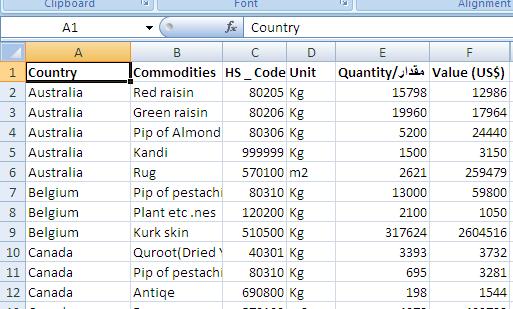 Clipboard Font Alignment
A1 fx Country
A B C D E F
1 Country Commodities HS _ Code Unit Quantity/مقدار Value (US$)
2 Australia Red raisin 80205 Kg 15798 12986
3 Australia Green raisin 80206 Kg 19960 17964
4 Australia Pip of Almond 80306 Kg 5200 24440
5 Australia Kandi 999999 Kg 1500 3150
6 Australia Rug 570100 m2 2621 259479
7 Belgium Pip of pestachi 80310 Kg 13000 59800
8 Belgium Plant etc .nes 120200 Kg 2100 1050
9 Belgium Kurk skin 510500 Kg 317624 2604516
10 Canada Quroot(Dried 40301 Kg 3393 3732
11 Canada Pip of pestachi 80310 Kg 695 3281
12 Canada Antiqe 690800 Kg 198 1544